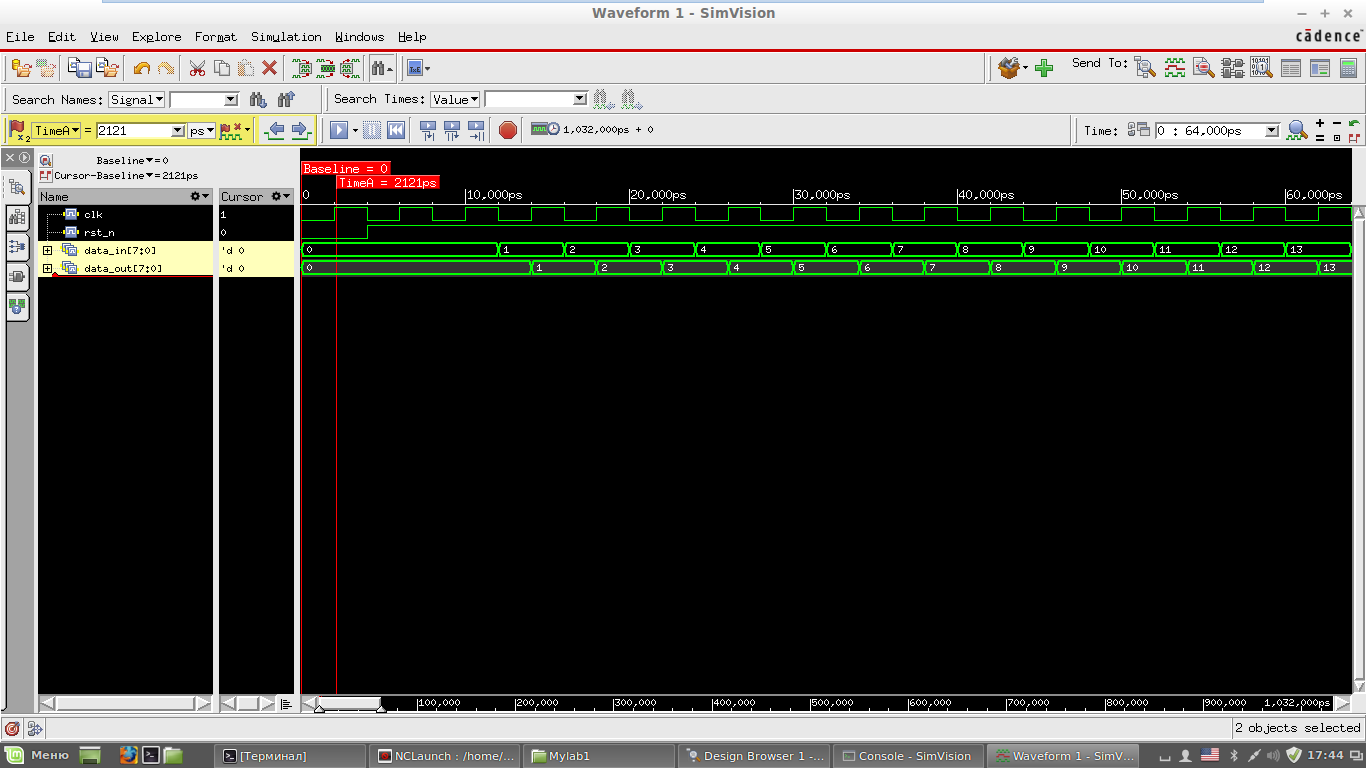 Waveform 1 - SimVision
File Edit View Explore Format Simulation Windows Help
cādence
Send To:
Search Names: Signal
Search Times: Value
TimeA = 2121 ps
1,032,000ps + 0
Time: 0 : 64,000ps
Baseline = 0
Cursor-Baseline = 2121ps
Name Cursor
Baseline = 0
TimeA = 2121ps
0 10,000ps 20,000ps 30,000ps 40,000ps 50,000ps 60,000ps
clk 1
rst_n 0
data_in[7:0] 'd 0 0 1 2 3 4 5 6 7 8 9 10 11 12 13
data_out[7:0] 'd 0 0 1 2 3 4 5 6 7 8 9 10 11 12 13
100,000 200,000 300,000 400,000 500,000 600,000 700,000 800,000 900,000 1,032,000ps
2 objects selected
Меню [Терминал] NCLaunch : /home/... Mylab1 Design Browser 1 -... Console - SimVision Waveform 1 - SimV... 17:44